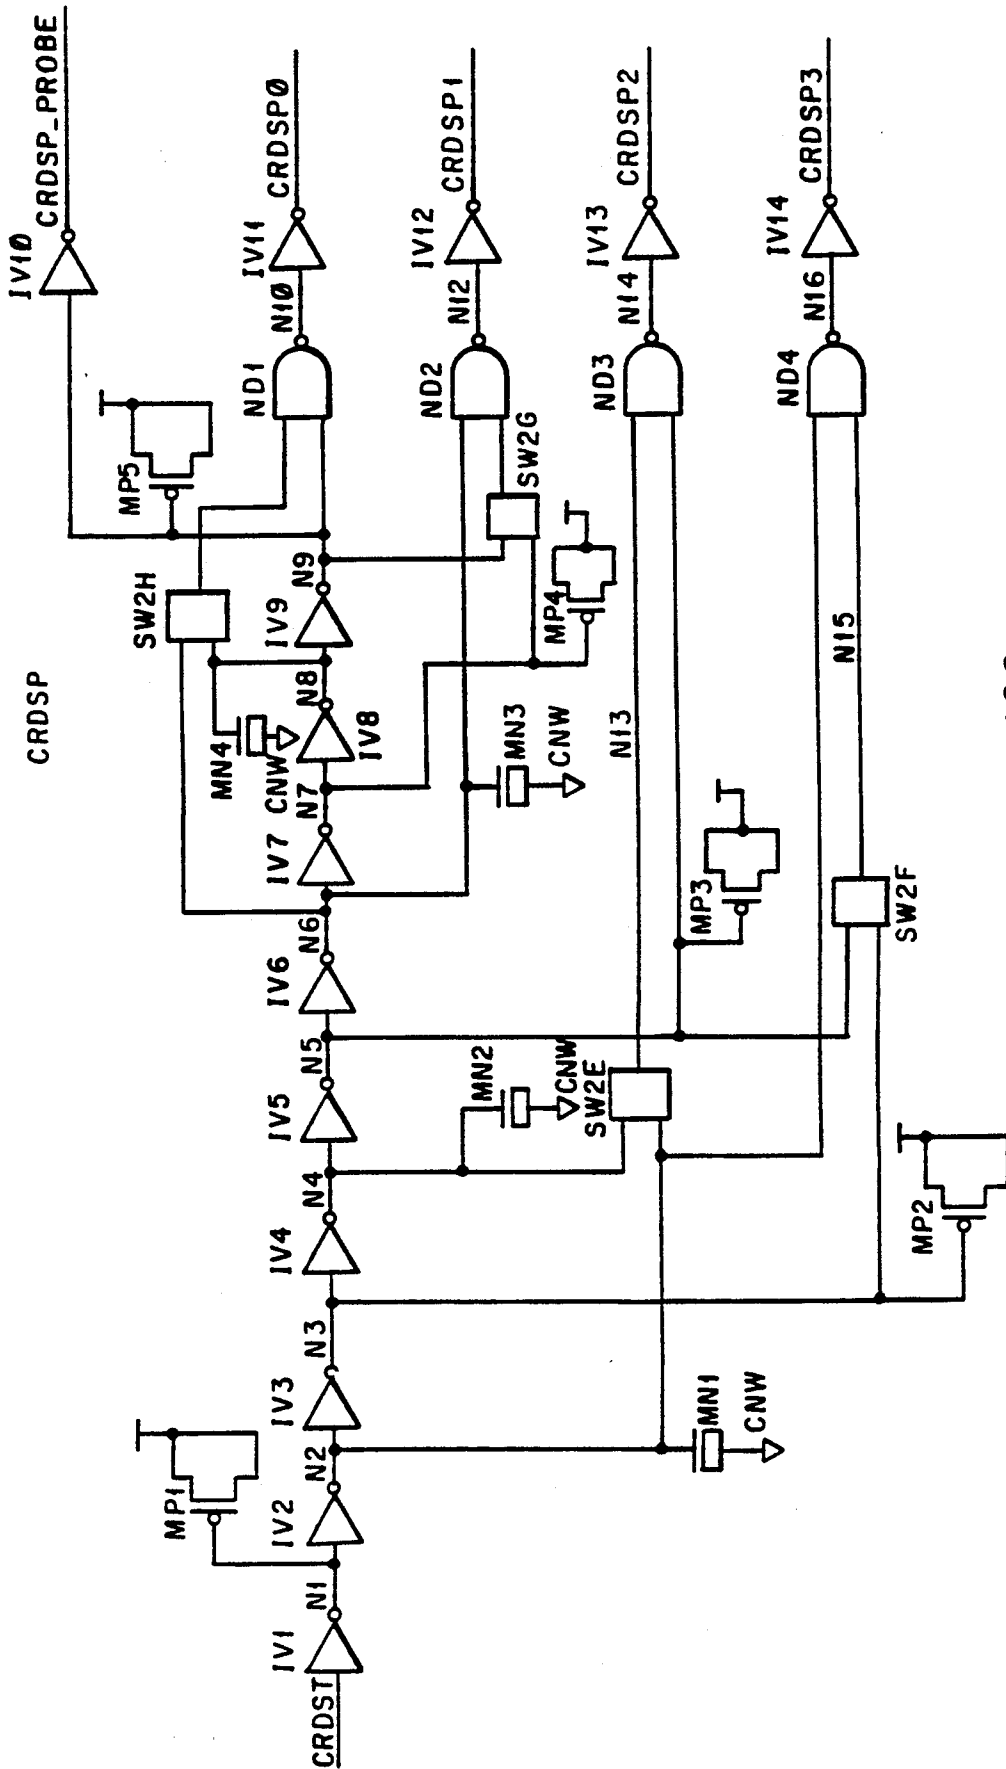 CRDSP
IV10
CRDSP_PROBE
MP5
SW2H
ND1
N10
IV11
CRDSP0
MP1
MN4
CNW
CRDST
IV1
N1
IV2
N2
IV3
N3
IV4
N4
IV5
N5
IV6
N6
IV7
N7
IV8
N8
IV9
N9
ND2
N12
IV12
CRDSP1
SW2G
MP4
MN3
CNW
MN2
CNW
SW2E
N13
ND3
N14
IV13
CRDSP2
MN1
CNW
MP3
ND4
N16
IV14
CRDSP3
N15
SW2F
MP2